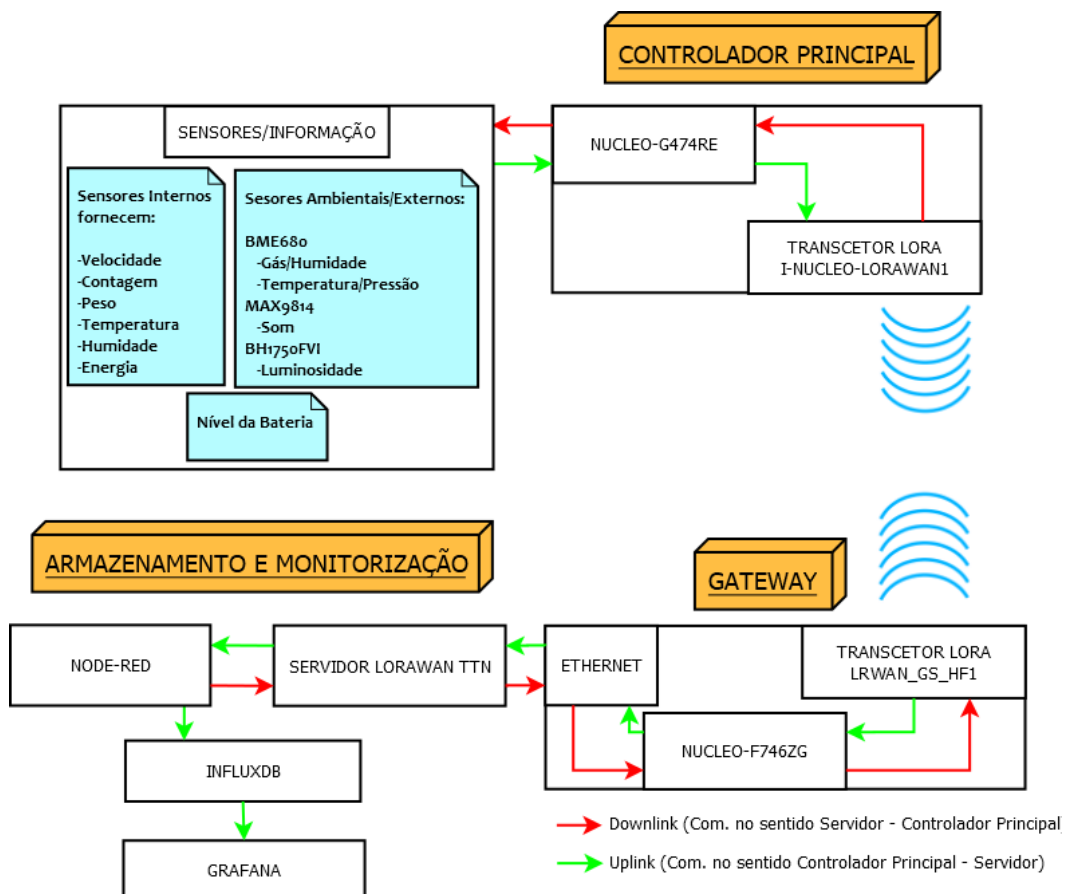 CONTROLADOR PRINCIPAL
SENSORES/INFORMAÇÃO
Sensores Internos
fornecem:
-Velocidade
-Contagem
-Peso
-Temperatura
-Humidade
-Energia
Sesores Ambientais/Externos:
BME680
-Gás/Humidade
-Temperatura/Pressão
MAX9814
-Som
BH1750FVI
-Luminosidade
Nível da Bateria
NUCLEO-G474RE
TRANSCETOR LORA
I-NUCLEO-LORAWAN1
ARMAZENAMENTO E MONITORIZAÇÃO
GATEWAY
NODE-RED
SERVIDOR LORAWAN TTN
ETHERNET
TRANSCETOR LORA
LRWAN_GS_HF1
NUCLEO-F746ZG
INFLUXDB
GRAFANA
Downlink (Com. no sentido Servidor - Controlador Principal
Uplink (Com. no sentido Controlador Principal - Servidor)